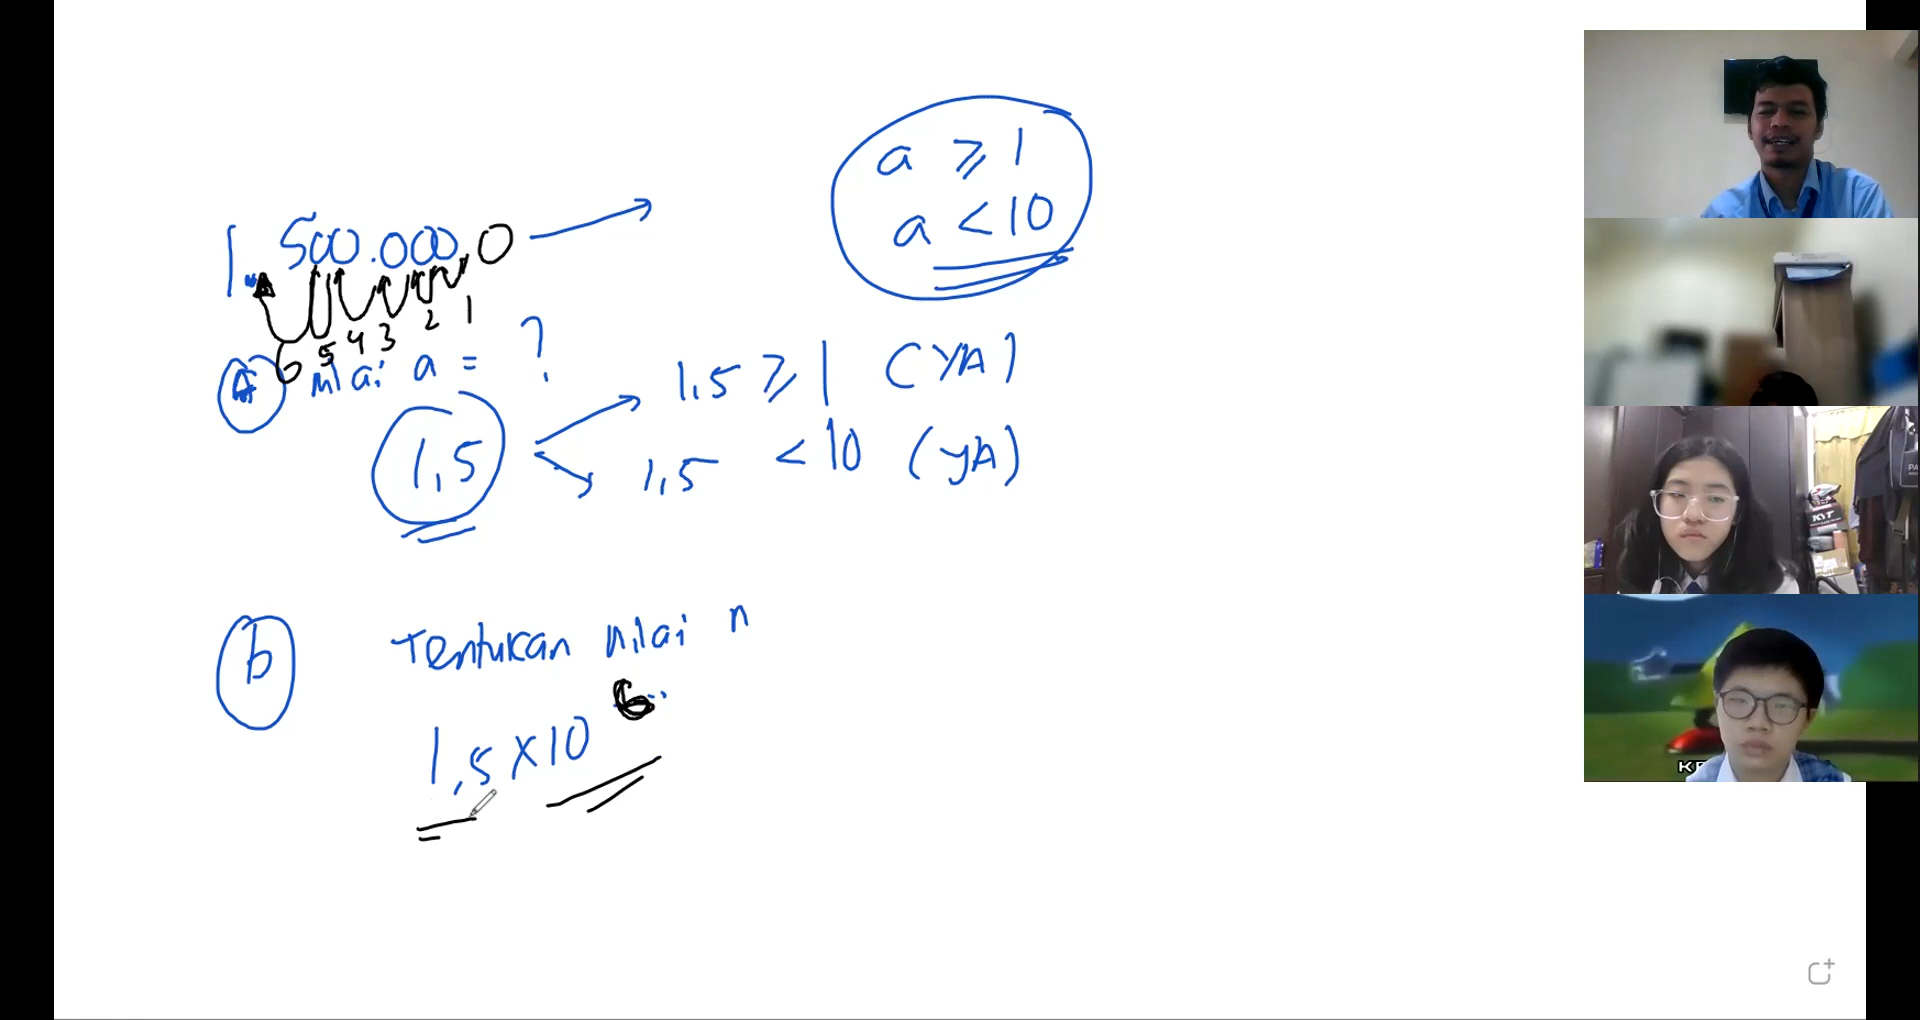 a ≥ 1
a < 10
1.500.000,0
6 5 4 3 2 1
nilai a = ?
1,5 ≥ 1 (YA)
1,5
1,5 < 10 (YA)
b Tentukan nilai n
1,5 × 10 6